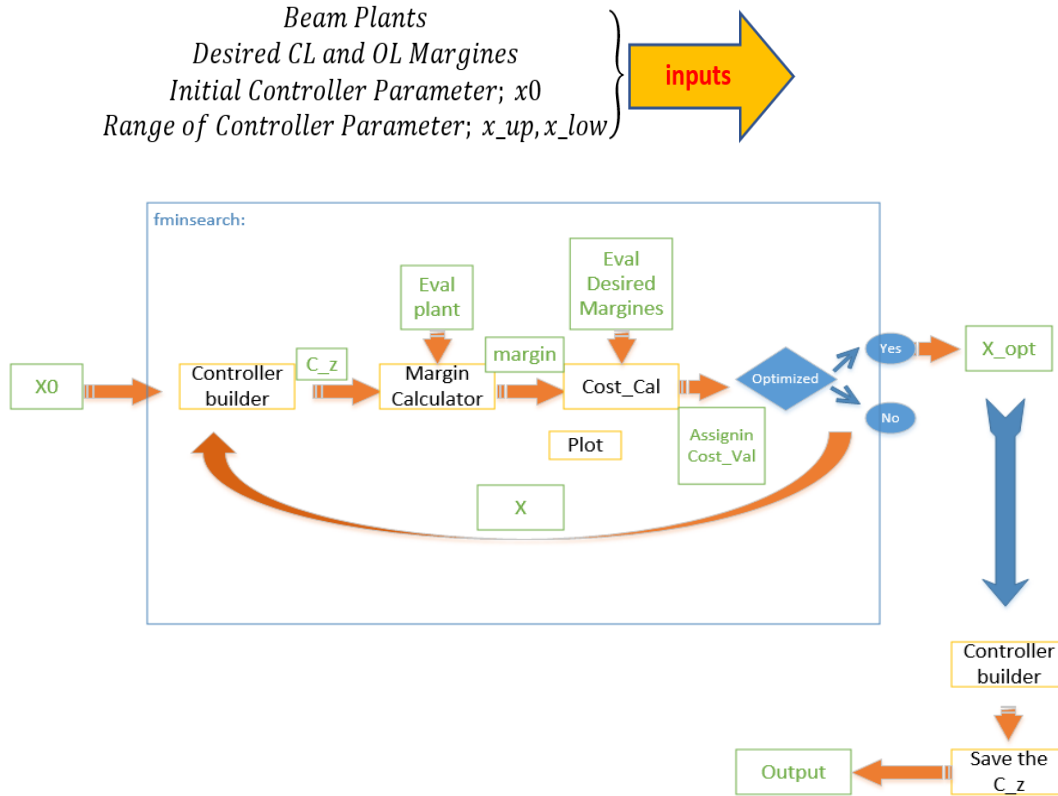 Beam Plants
Desired CL and OL Margines
Initial Controller Parameter; x0
Range of Controller Parameter; x_up, x_low
inputs
fminsearch:
Eval
plant
Eval
Desired
Margines
X0
Controller
builder
C_z
Margin
Calculator
margin
Cost_Cal
Optimized
Yes
No
X_opt
Plot
Assignin
Cost_Val
X
Controller
builder
Save the
C_z
Output